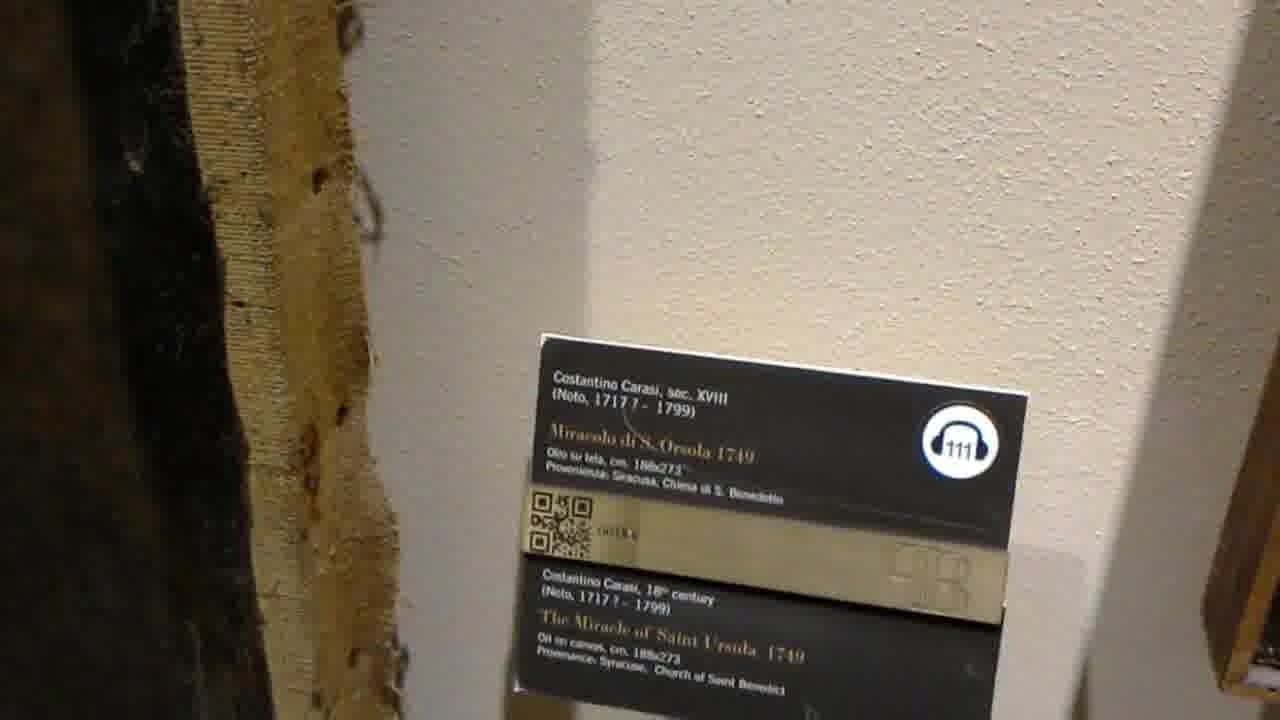 Costantino Carasi, sec. XVIII
(Noto, 1717 ? - 1799)
111
Miracolo di S. Orsola 1749
Olio su tela, cm. 188x273
Provenienza: Siracusa, Chiesa di S. Benedetto
Costantino Carasi, 18th century
(Noto, 1717 ? - 1799)
The Miracle of Saint Ursula 1749
Oil on canvas, cm. 188x273
Provenance: Syracuse, Church of Saint Benedict